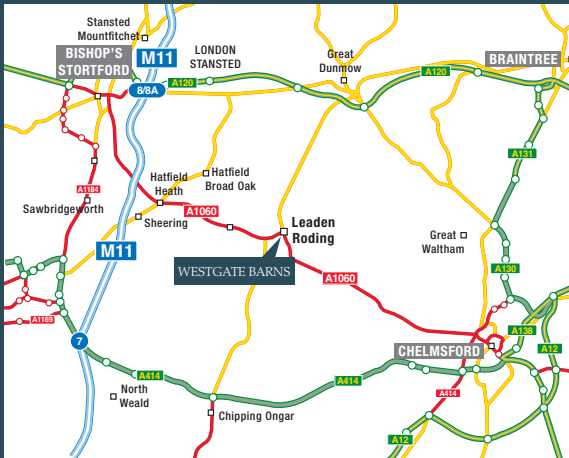 Stansted
Mountfitchet
BISHOP'S
STORTFORD
M11
LONDON
STANSTED
Great
Dunmow
BRAINTREE
8/8A
A120
A120
A131
Hatfield
Heath
Hatfield
Broad Oak
A1184
Sawbridgeworth
Sheering
A1060
Leaden
Roding
Great
Waltham
M11
WESTGATE BARNS
A1060
A130
A1169
7
A138
CHELMSFORD
A12
A414
A414
A414
North
Weald
Chipping Ongar
A12